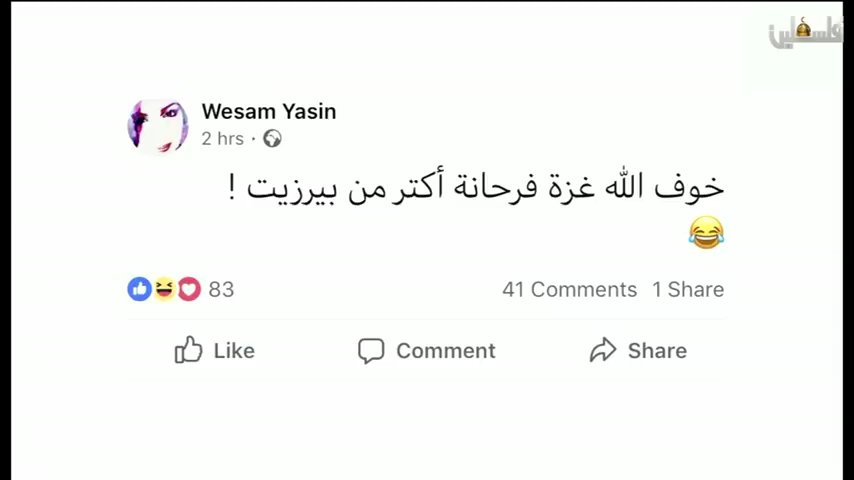 فلسطين
Wesam Yasin
2 hrs ·
خوف الله غزة فرحانة أكتر من بيرزيت !
😂
83
41 Comments 1 Share
Like Comment Share